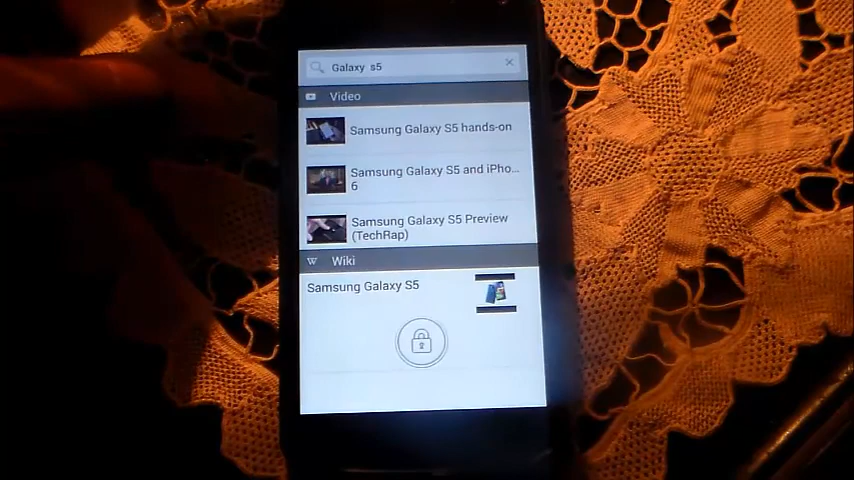 Galaxy s5
Video
Samsung Galaxy S5 hands-on
Samsung Galaxy S5 and iPho...
6
Samsung Galaxy S5 Preview
(TechRap)
W Wiki
Samsung Galaxy S5